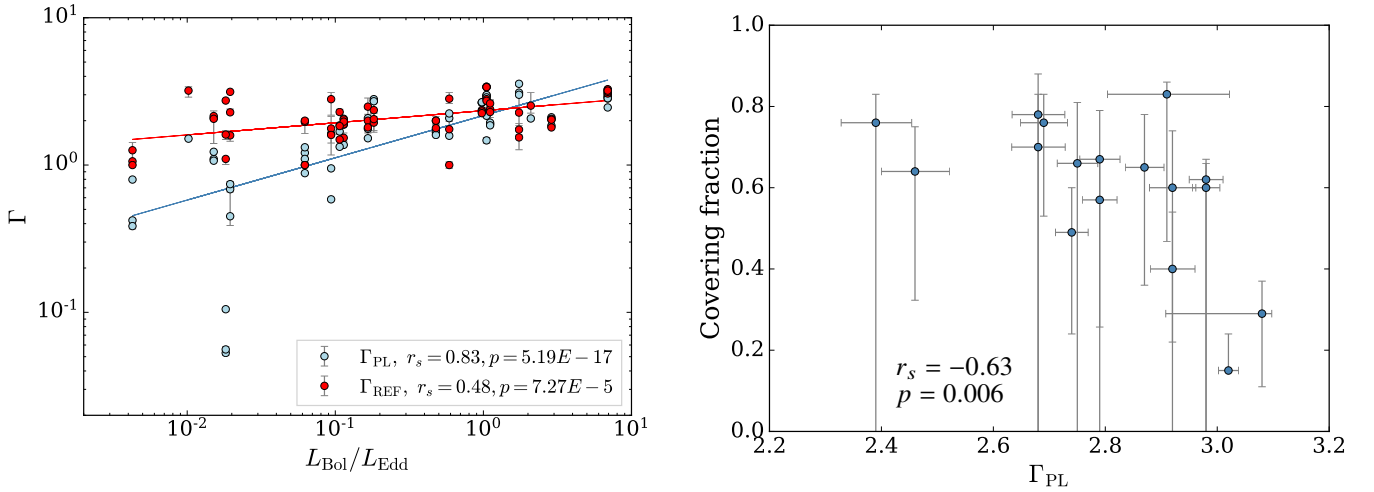 10^1
10^0
10^-1
Γ
Γ_PL, r_s = 0.83, p = 5.19E − 17
Γ_REF, r_s = 0.48, p = 7.27E − 5
10^-2 10^-1 10^0 10^1
L_Bol/L_Edd
1.0
0.8
0.6
0.4
0.2
0.0
Covering fraction
r_s = −0.63
p = 0.006
2.2 2.4 2.6 2.8 3.0 3.2
Γ_PL